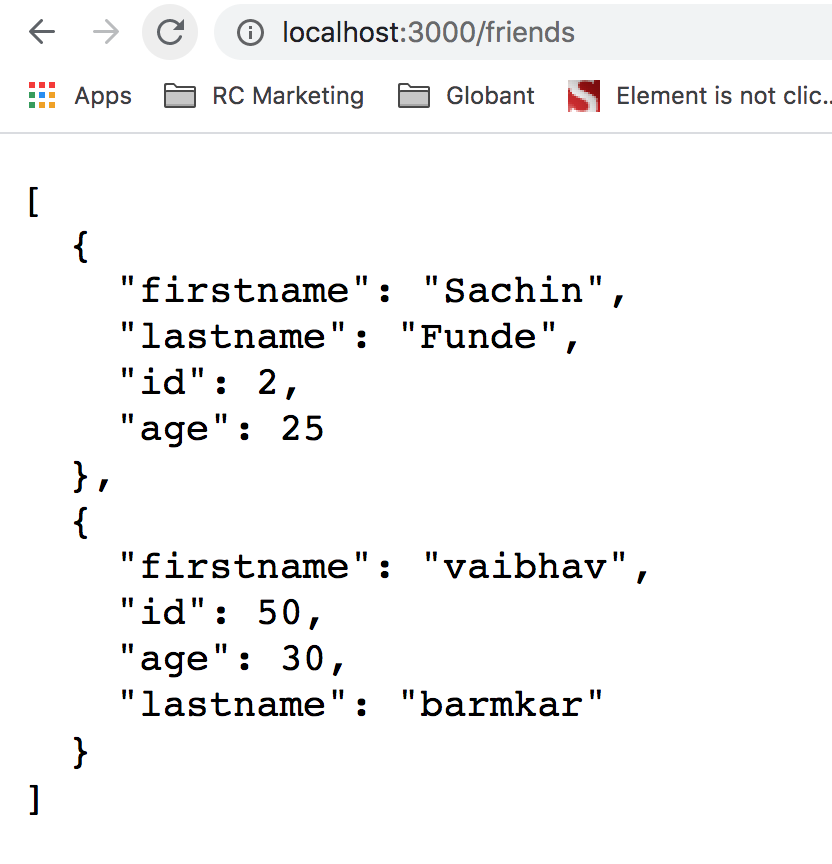 localhost:3000/friends
Apps RC Marketing Globant Element is not clic..
[
  {
    "firstname": "Sachin",
    "lastname": "Funde",
    "id": 2,
    "age": 25
  },
  {
    "firstname": "vaibhav",
    "id": 50,
    "age": 30,
    "lastname": "barmkar"
  }
]